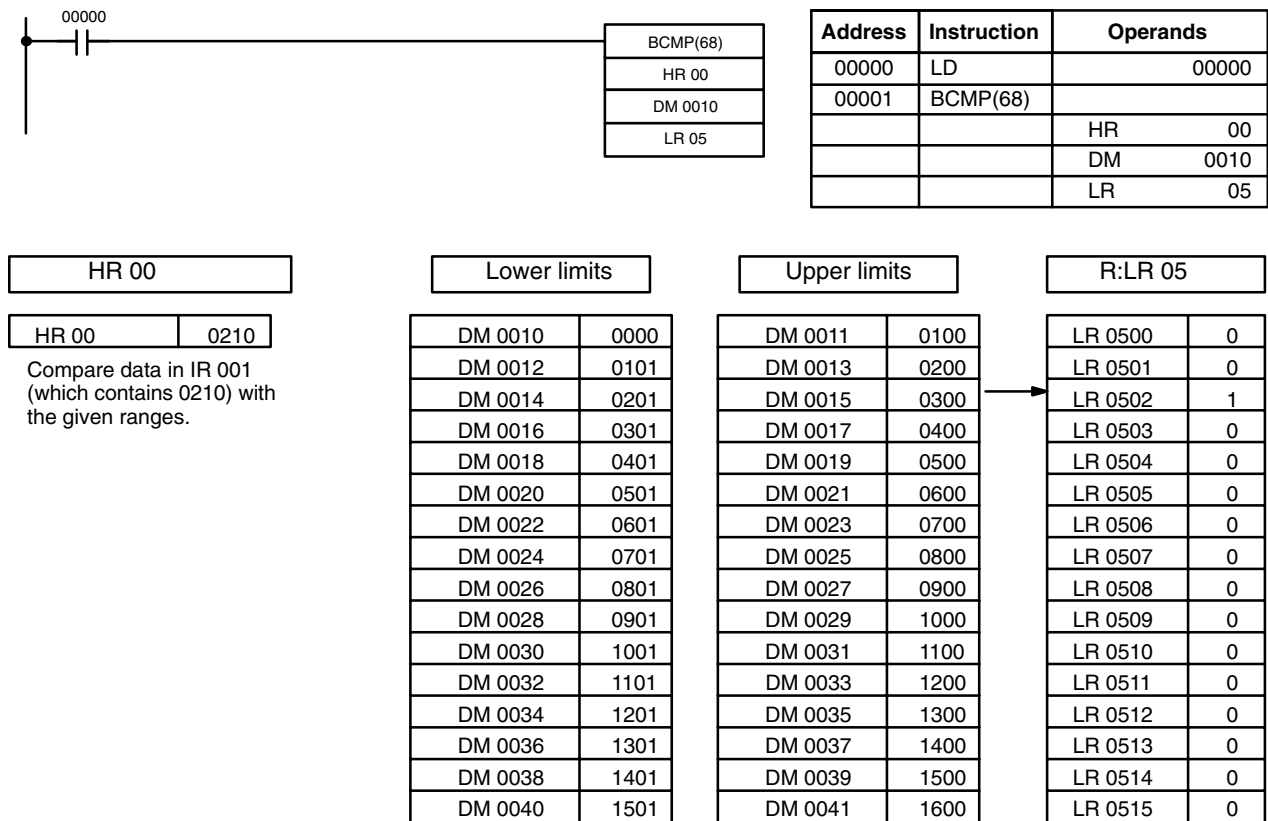 00000
BCMP(68)
HR 00
DM 0010
LR 05
Address Instruction Operands
00000 LD 00000
00001 BCMP(68)
HR 00
DM 0010
LR 05
HR 00 Lower limits Upper limits R:LR 05
HR 00 0210
Compare data in IR 001
(which contains 0210) with
the given ranges.
DM 0010 0000 DM 0011 0100 LR 0500 0
DM 0012 0101 DM 0013 0200 LR 0501 0
DM 0014 0201 DM 0015 0300 LR 0502 1
DM 0016 0301 DM 0017 0400 LR 0503 0
DM 0018 0401 DM 0019 0500 LR 0504 0
DM 0020 0501 DM 0021 0600 LR 0505 0
DM 0022 0601 DM 0023 0700 LR 0506 0
DM 0024 0701 DM 0025 0800 LR 0507 0
DM 0026 0801 DM 0027 0900 LR 0508 0
DM 0028 0901 DM 0029 1000 LR 0509 0
DM 0030 1001 DM 0031 1100 LR 0510 0
DM 0032 1101 DM 0033 1200 LR 0511 0
DM 0034 1201 DM 0035 1300 LR 0512 0
DM 0036 1301 DM 0037 1400 LR 0513 0
DM 0038 1401 DM 0039 1500 LR 0514 0
DM 0040 1501 DM 0041 1600 LR 0515 0